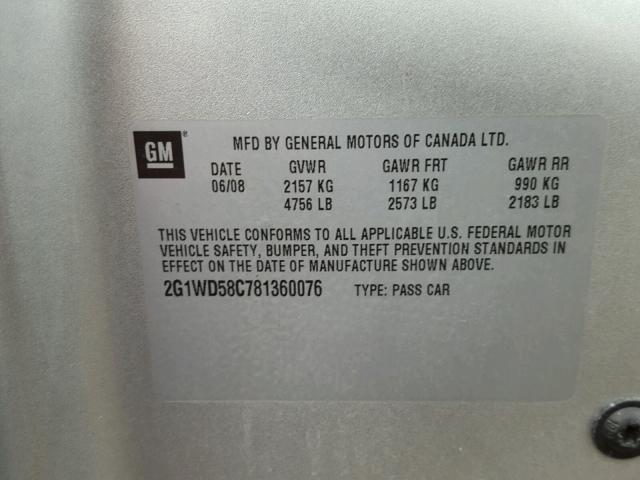 GM
MFD BY GENERAL MOTORS OF CANADA LTD.
DATE GVWR GAWR FRT GAWR RR
06/08 2157 KG 1167 KG 990 KG
4756 LB 2573 LB 2183 LB
THIS VEHICLE CONFORMS TO ALL APPLICABLE U.S. FEDERAL MOTOR
VEHICLE SAFETY, BUMPER, AND THEFT PREVENTION STANDARDS IN
EFFECT ON THE DATE OF MANUFACTURE SHOWN ABOVE.
2G1WD58C781360076 TYPE: PASS CAR